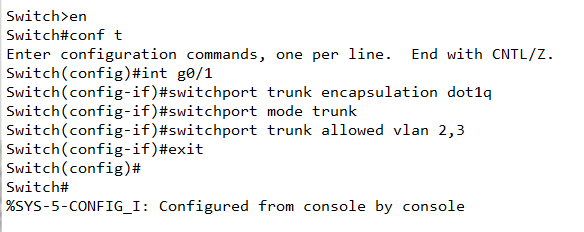 Switch>en
Switch#conf t
Enter configuration commands, one per line.  End with CNTL/Z.
Switch(config)#int g0/1
Switch(config-if)#switchport trunk encapsulation dot1q
Switch(config-if)#switchport mode trunk
Switch(config-if)#switchport trunk allowed vlan 2,3
Switch(config-if)#exit
Switch(config)#
Switch#
%SYS-5-CONFIG_I: Configured from console by console